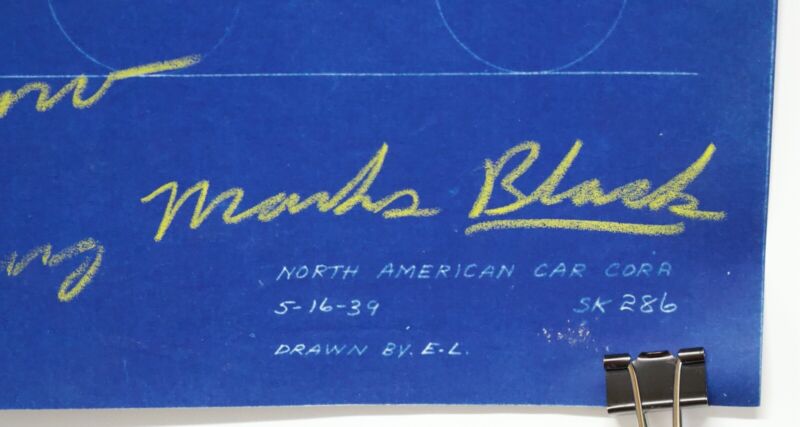 Marks Black
NORTH AMERICAN CAR CORP
5-16-39 SK 286
DRAWN BY. E.L.